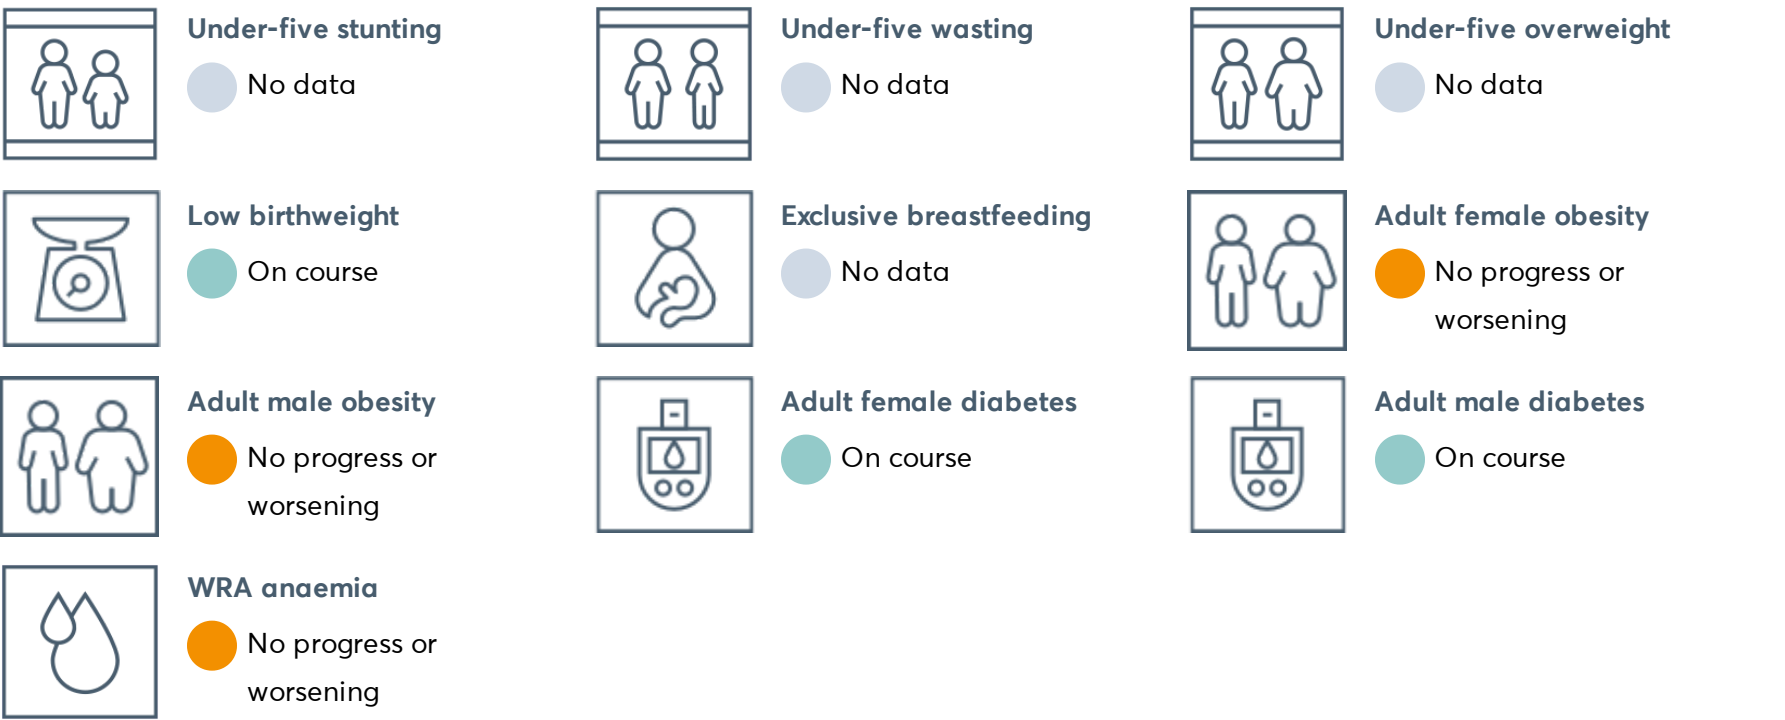 Under-five stunting
No data
Under-five wasting
No data
Under-five overweight
No data
Low birthweight
On course
Exclusive breastfeeding
No data
Adult female obesity
No progress or
worsening
Adult male obesity
No progress or
worsening
Adult female diabetes
On course
Adult male diabetes
On course
WRA anaemia
No progress or
worsening